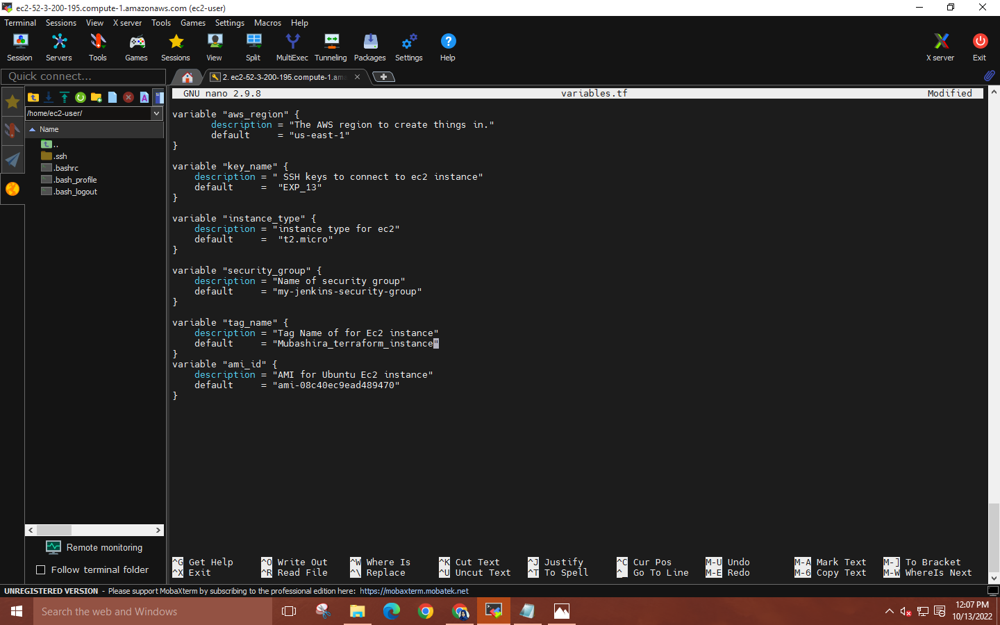 ec2-52-3-200-195.compute-1.amazonaws.com (ec2-user)
Terminal Sessions View X server Tools Games Settings Macros Help
Session Servers Tools Games Sessions View Split MultiExec Tunneling Packages Settings Help X server Exit
Quick connect...
2. ec2-52-3-200-195.compute-1.ama
/home/ec2-user/
Name
..
.ssh
.bashrc
.bash_profile
.bash_logout
Remote monitoring
Follow terminal folder
GNU nano 2.9.8 variables.tf Modified
variable "aws_region" {
description = "The AWS region to create things in."
default = "us-east-1"
}
variable "key_name" {
description = " SSH keys to connect to ec2 instance"
default = "EXP_13"
}
variable "instance_type" {
description = "instance type for ec2"
default = "t2.micro"
}
variable "security_group" {
description = "Name of security group"
default = "my-jenkins-security-group"
}
variable "tag_name" {
description = "Tag Name of for Ec2 instance"
default = "Mubashira_terraform_instance"
}
variable "ami_id" {
description = "AMI for Ubuntu Ec2 instance"
default = "ami-08c40ec9ead489470"
}
^G Get Help ^O Write Out ^W Where Is ^K Cut Text ^J Justify ^C Cur Pos M-U Undo M-A Mark Text M-] To Bracket
^X Exit ^R Read File ^\ Replace ^U Uncut Text ^T To Spell ^_ Go To Line M-E Redo M-6 Copy Text M-W WhereIs Next
UNREGISTERED VERSION - Please support MobaXterm by subscribing to the professional edition here: https://mobaxterm.mobatek.net
Search the web and Windows
12:07 PM
10/13/2022